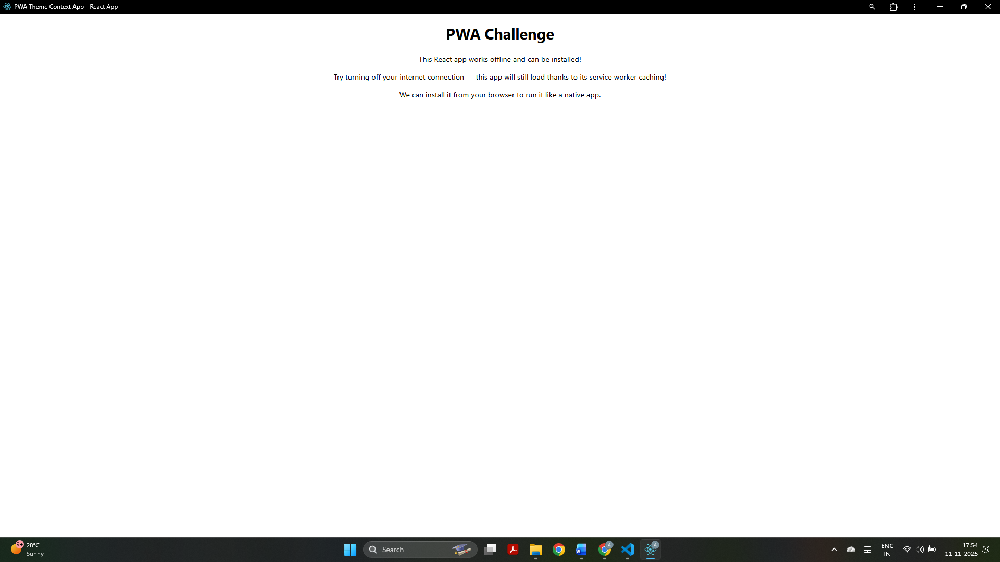 PWA Theme Context App - React App
PWA Challenge
This React app works offline and can be installed!
Try turning off your internet connection — this app will still load thanks to its service worker caching!
We can install it from your browser to run it like a native app.
9+
28°C
Sunny
Search
W
A
A
ENG
IN
17:54
11-11-2025